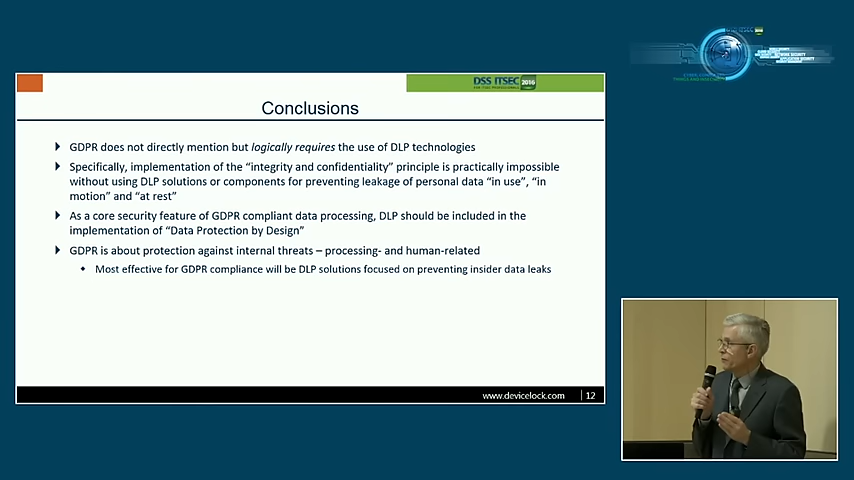 DSS ITSEC 2016
FOR ITSEC PROFESSIONALS
Conclusions
GDPR does not directly mention but logically requires the use of DLP technologies
Specifically, implementation of the “integrity and confidentiality” principle is practically impossible
without using DLP solutions or components for preventing leakage of personal data “in use”, “in
motion” and “at rest”
As a core security feature of GDPR compliant data processing, DLP should be included in the
implementation of “Data Protection by Design”
GDPR is about protection against internal threats – processing- and human-related
Most effective for GDPR compliance will be DLP solutions focused on preventing insider data leaks
www.devicelock.com 12